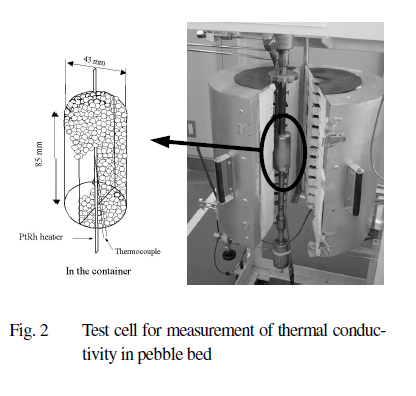 43 mm
85 mm
PtRh heater
Thermocouple
In the container
Fig. 2 Test cell for measurement of thermal conduc-
tivity in pebble bed